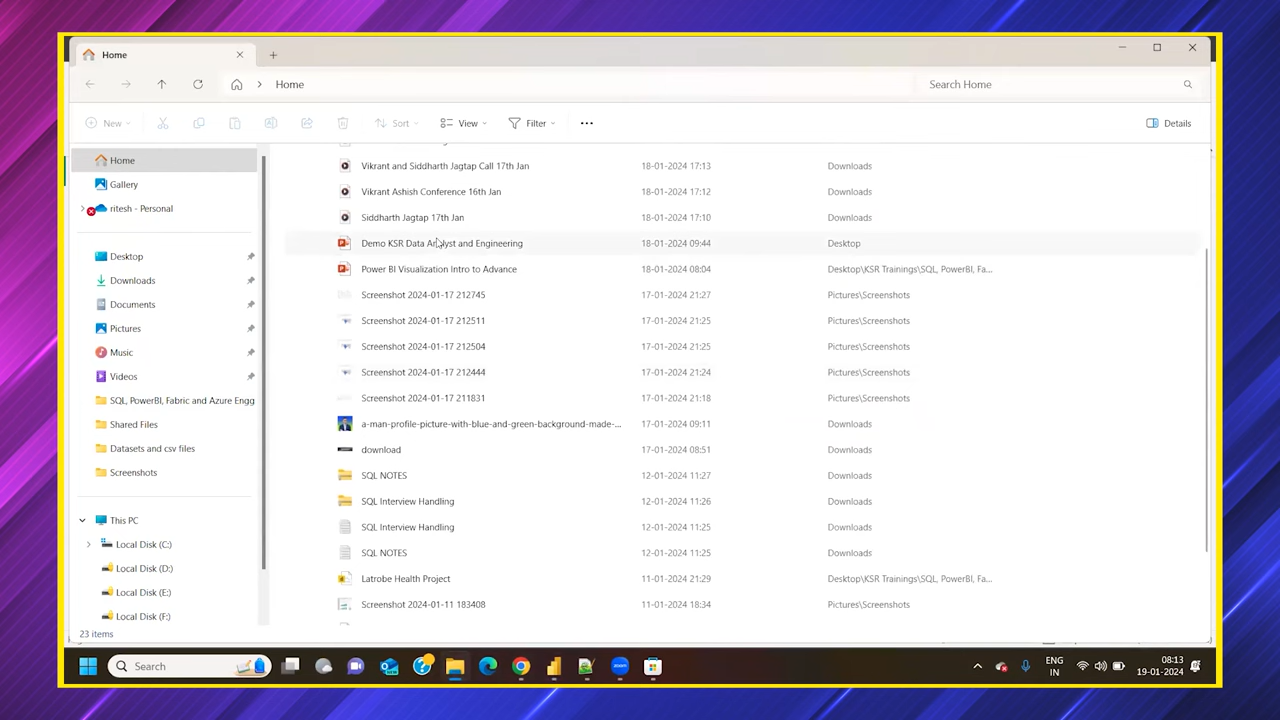 Home
Home
Search Home
New
Sort
View
Filter
Details
Home
Gallery
ritesh - Personal
Desktop
Downloads
Documents
Pictures
Music
Videos
SQL, PowerBI, Fabric and Azure Engg
Shared Files
Datasets and csv files
Screenshots
This PC
Local Disk (C:)
Local Disk (D:)
Local Disk (E:)
Local Disk (F:)
Vikrant and Siddharth Jagtap Call 17th Jan 18-01-2024 17:13 Downloads
Vikrant Ashish Conference 16th Jan 18-01-2024 17:12 Downloads
Siddharth Jagtap 17th Jan 18-01-2024 17:10 Downloads
Demo KSR Data Analyst and Engineering 18-01-2024 09:44 Desktop
Power BI Visualization Intro to Advance 18-01-2024 08:04 Desktop\KSR Trainings\SQL, PowerBI, Fa...
Screenshot 2024-01-17 212745 17-01-2024 21:27 Pictures\Screenshots
Screenshot 2024-01-17 212511 17-01-2024 21:25 Pictures\Screenshots
Screenshot 2024-01-17 212504 17-01-2024 21:25 Pictures\Screenshots
Screenshot 2024-01-17 212444 17-01-2024 21:24 Pictures\Screenshots
Screenshot 2024-01-17 211831 17-01-2024 21:18 Pictures\Screenshots
a-man-profile-picture-with-blue-and-green-background-made-... 17-01-2024 09:11 Downloads
download 17-01-2024 08:51 Downloads
SQL NOTES 12-01-2024 11:27 Downloads
SQL Interview Handling 12-01-2024 11:26 Downloads
SQL Interview Handling 12-01-2024 11:25 Downloads
SQL NOTES 12-01-2024 11:25 Downloads
Latrobe Health Project 11-01-2024 21:29 Desktop\KSR Trainings\SQL, PowerBI, Fa...
Screenshot 2024-01-11 183408 11-01-2024 18:34 Pictures\Screenshots
23 items
Search
zoom
ENG
IN
08:13
19-01-2024